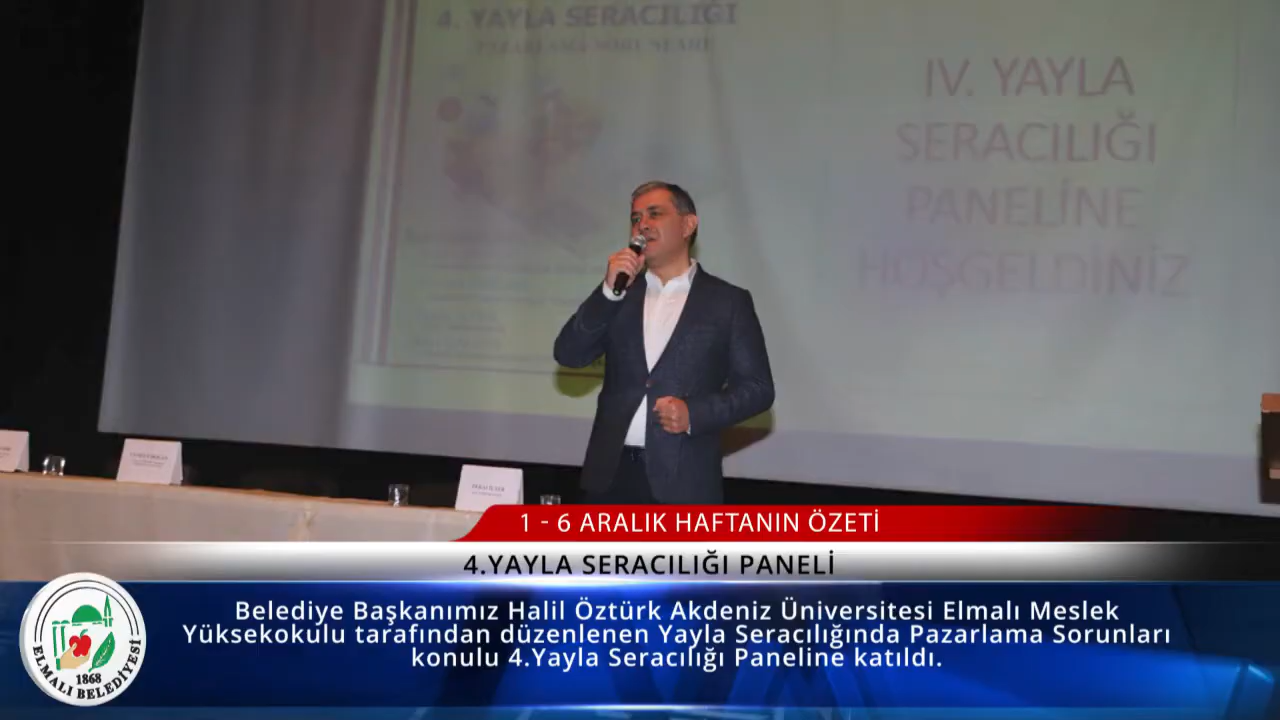 4. YAYLA SERACILIĞI
PAZARLAMA SORUNLARI
IV. YAYLA
SERACILIĞI
PANELİNE
HOŞGELDİNİZ
1 - 6 ARALIK HAFTANIN ÖZETİ
4.YAYLA SERACILIĞI PANELİ
Belediye Başkanımız Halil Öztürk Akdeniz Üniversitesi Elmalı Meslek
Yüksekokulu tarafından düzenlenen Yayla Seracılığında Pazarlama Sorunları
konulu 4.Yayla Seracılığı Paneline katıldı.
1868
ELMALI BELEDİYESİ